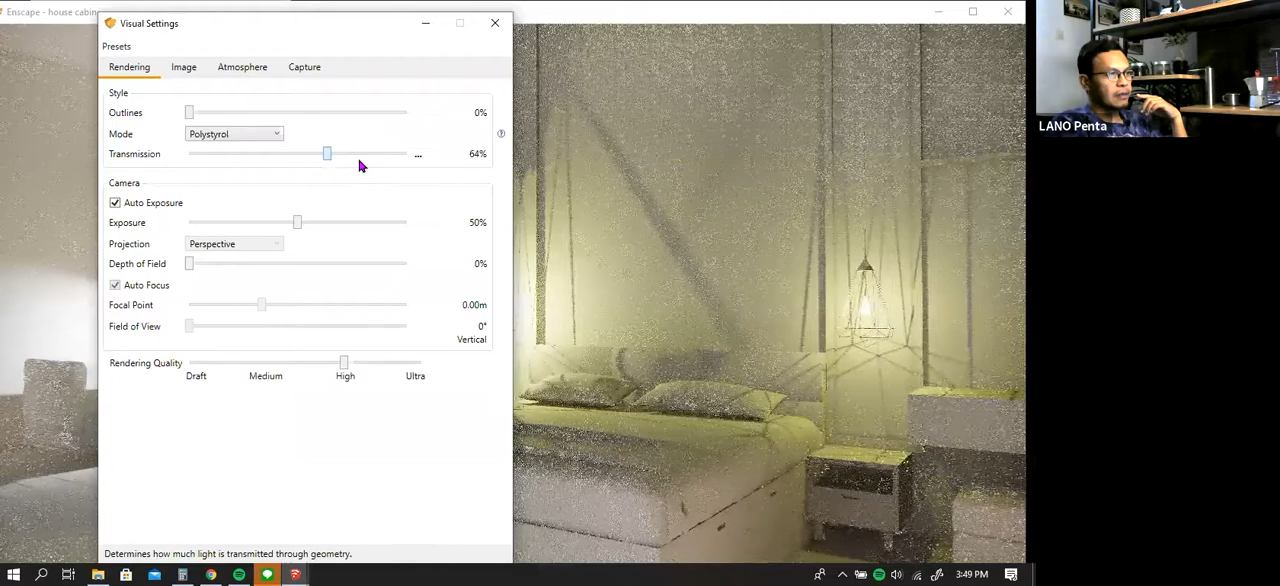 Enscape - house cabin
Visual Settings
Presets
Rendering Image Atmosphere Capture
Style
Outlines 0%
Mode Polystyrol
Transmission ... 64%
Camera
Auto Exposure
Exposure 50%
Projection Perspective
Depth of Field 0%
Auto Focus
Focal Point 0.00m
Field of View 0°
Vertical
Rendering Quality
Draft Medium High Ultra
Determines how much light is transmitted through geometry.
LANO Penta
3:49 PM